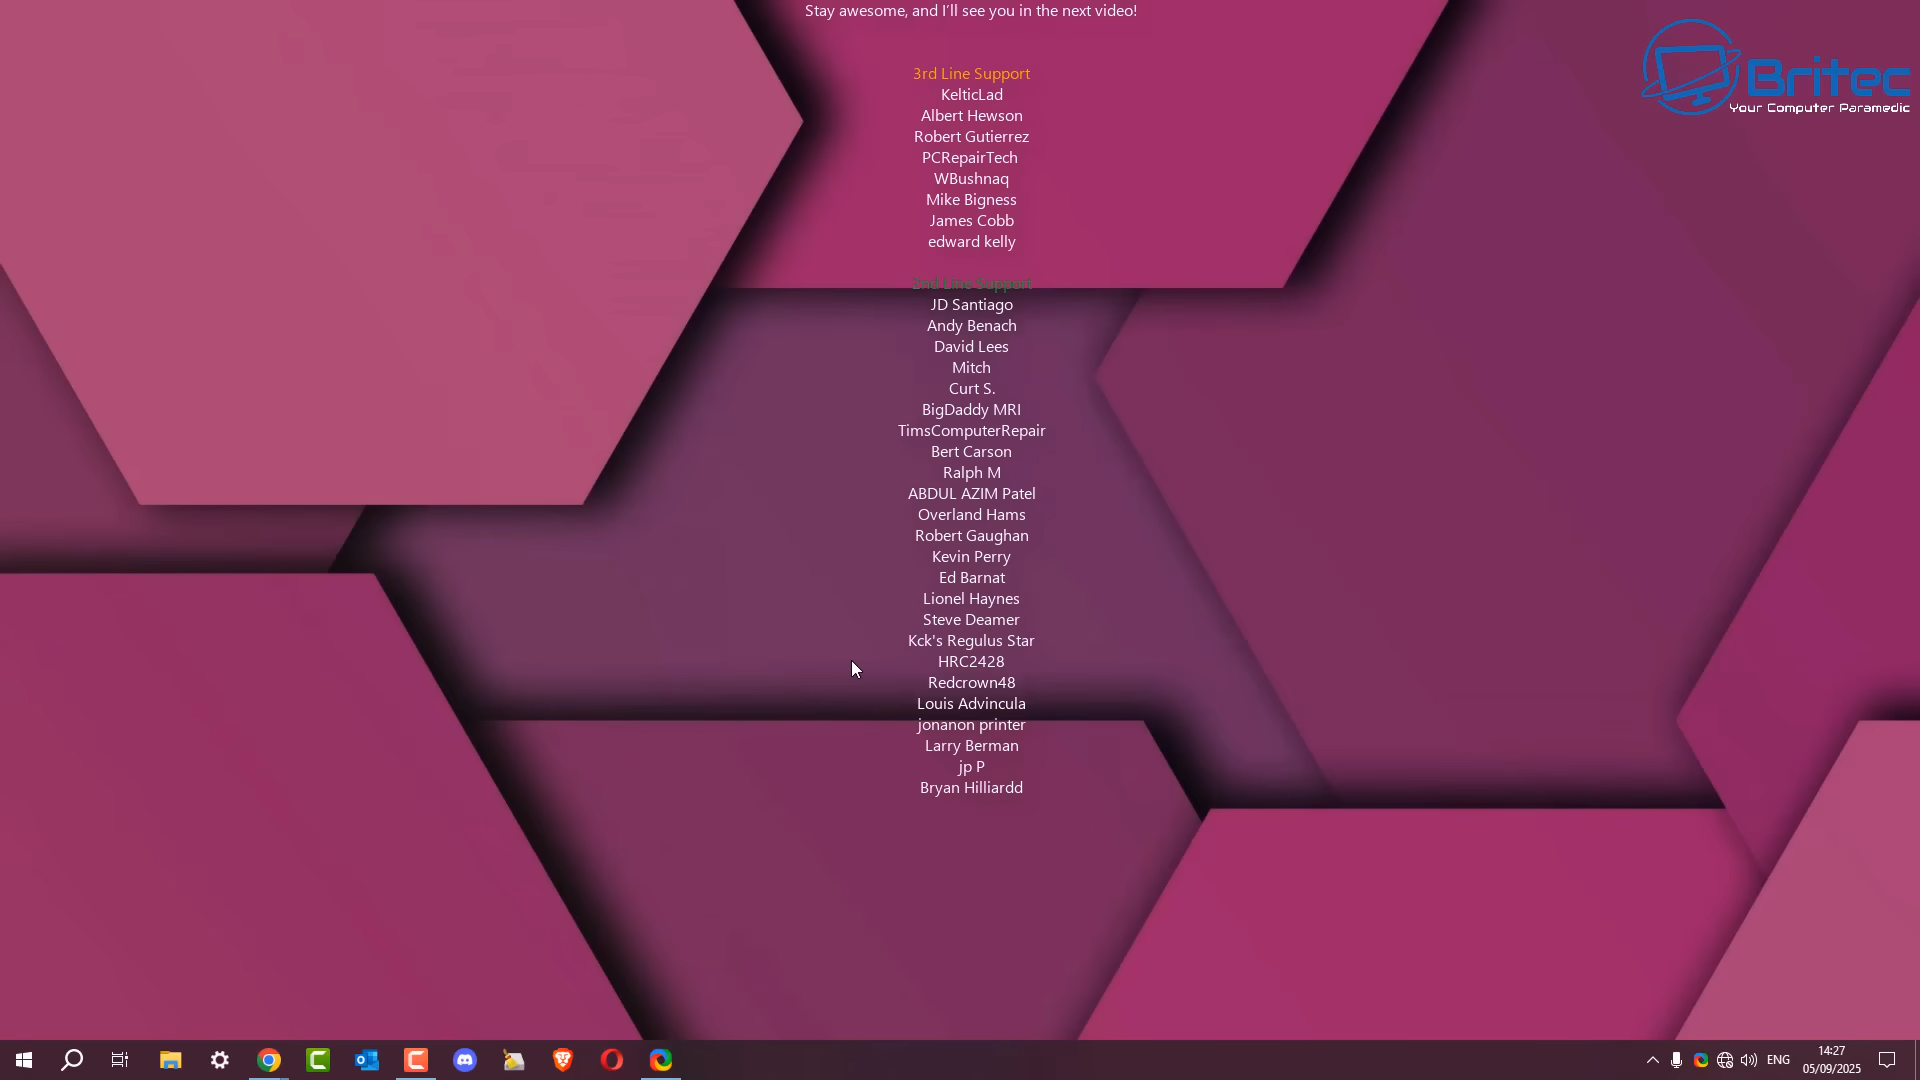 Stay awesome, and I'll see you in the next video!
3rd Line Support
KelticLad
Albert Hewson
Robert Gutierrez
PCRepairTech
WBushnaq
Mike Bigness
James Cobb
edward kelly
2nd Line Support
JD Santiago
Andy Benach
David Lees
Mitch
Curt S.
BigDaddy MRI
TimsComputerRepair
Bert Carson
Ralph M
ABDUL AZIM Patel
Overland Hams
Robert Gaughan
Kevin Perry
Ed Barnat
Lionel Haynes
Steve Deamer
Kck's Regulus Star
HRC2428
Redcrown48
Louis Advincula
jonanon printer
Larry Berman
jp P
Bryan Hilliardd
Britec
Your Computer Paramedic
ENG
14:27
05/09/2025